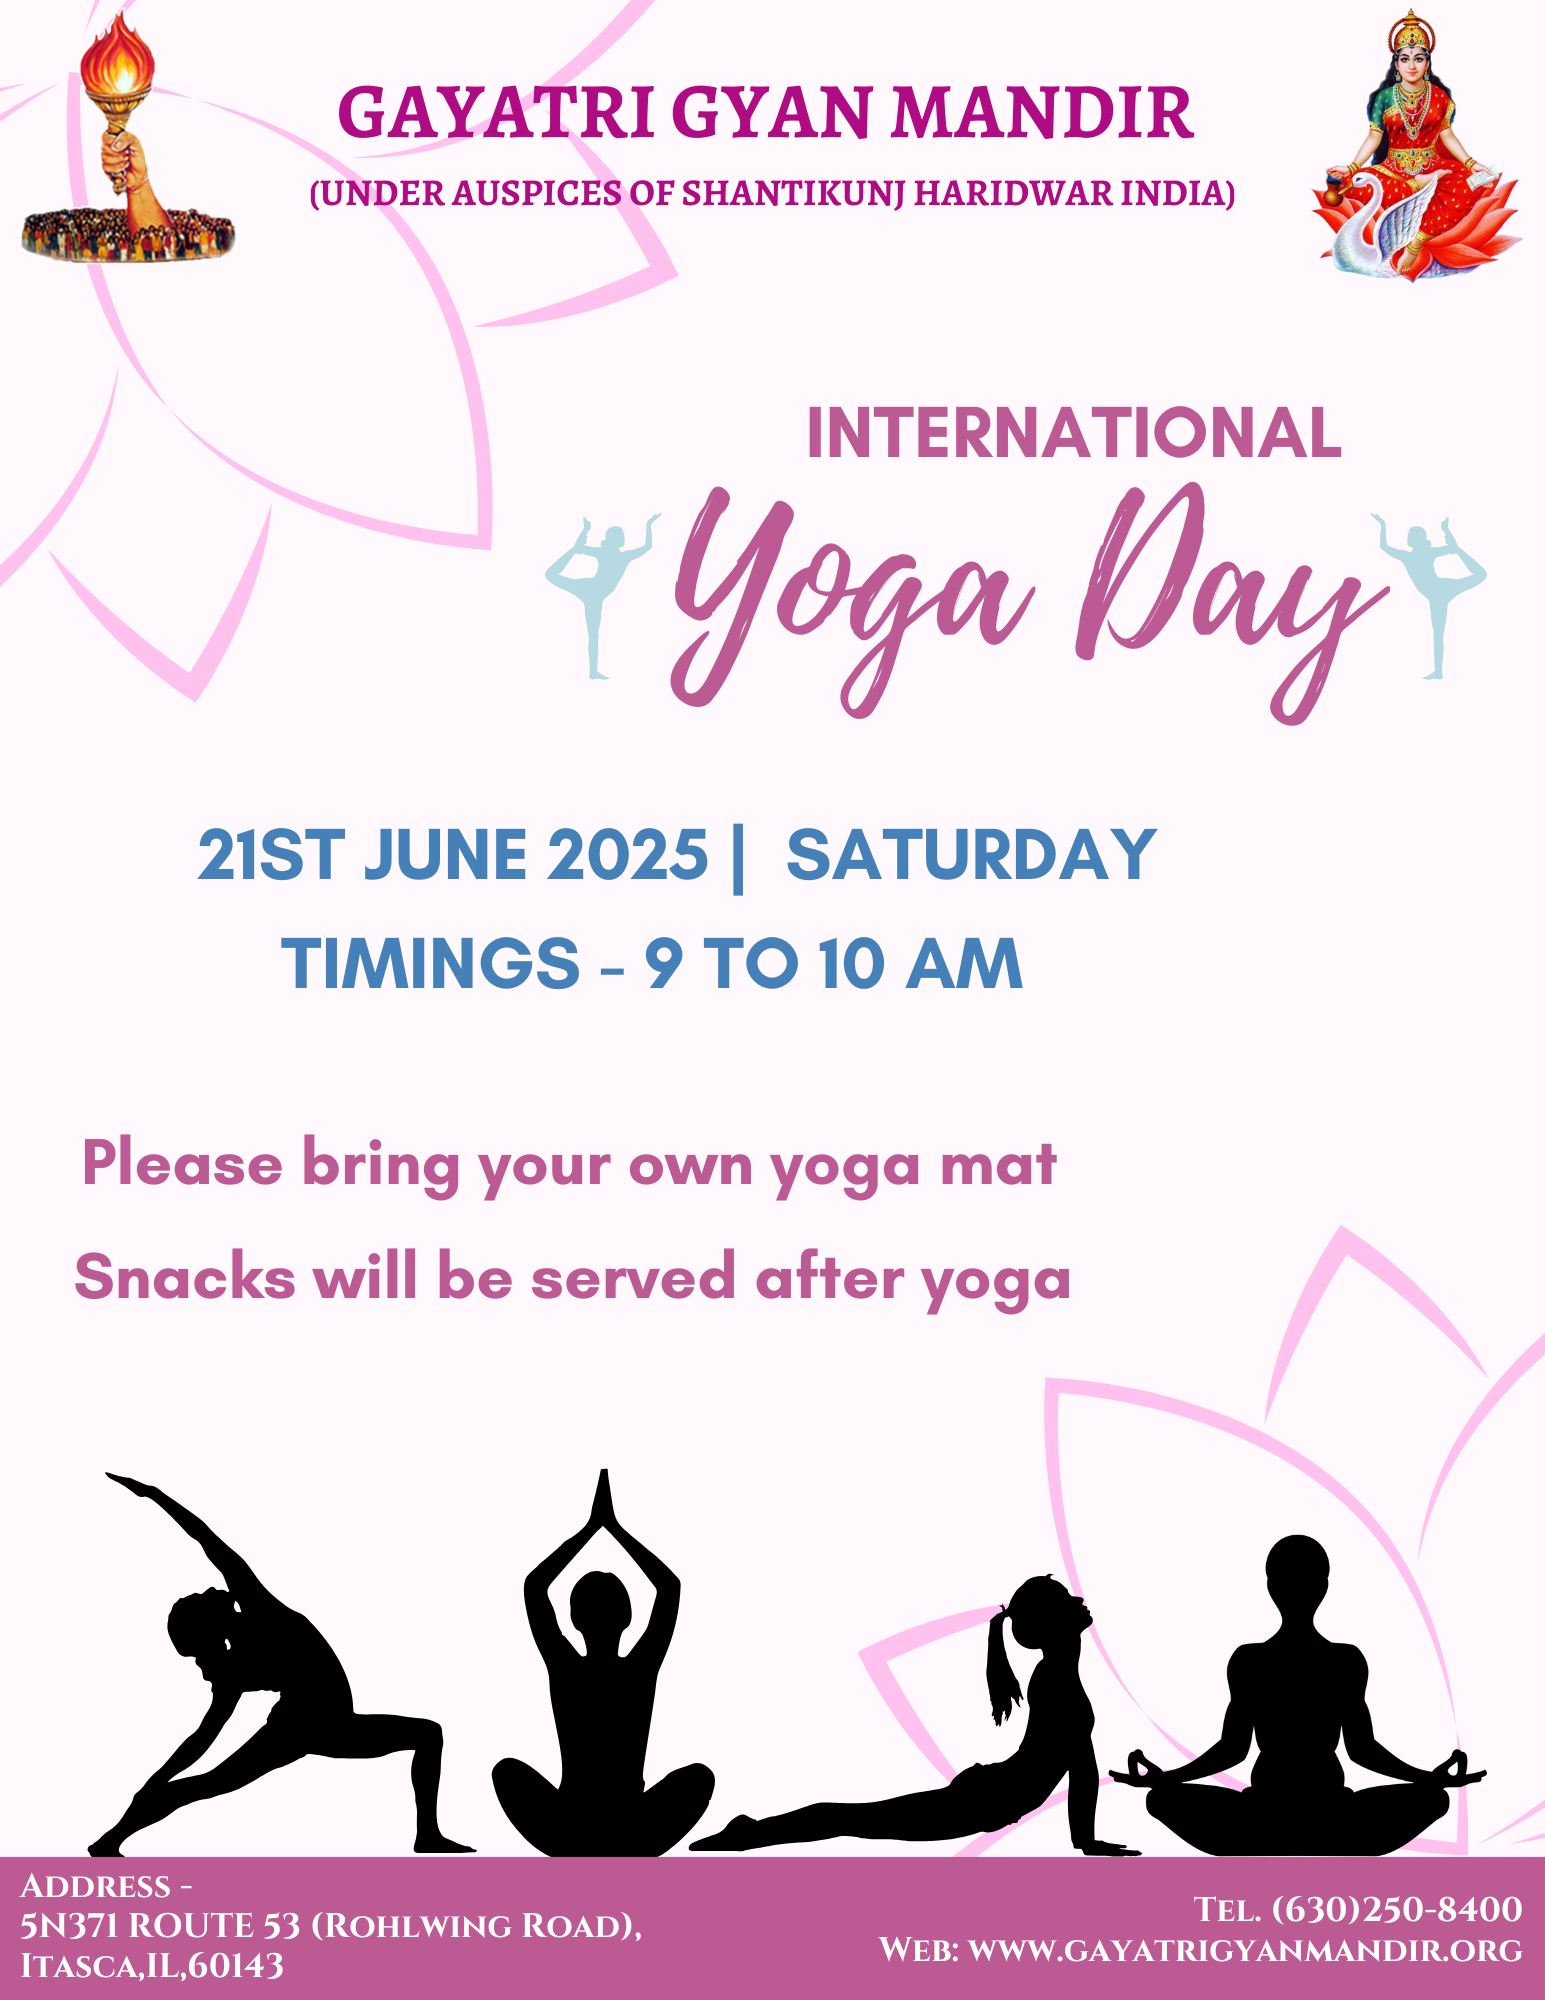 GAYATRI GYAN MANDIR
(UNDER AUSPICES OF SHANTIKUNJ HARIDWAR INDIA)
INTERNATIONAL
Yoga Day
21ST JUNE 2025 | SATURDAY
TIMINGS - 9 TO 10 AM
Please bring your own yoga mat
Snacks will be served after yoga
Address -
5N371 ROUTE 53 (Rohlwing Road),
Itasca,IL,60143
Tel. (630)250-8400
Web: www.gayatrigyanmandir.org